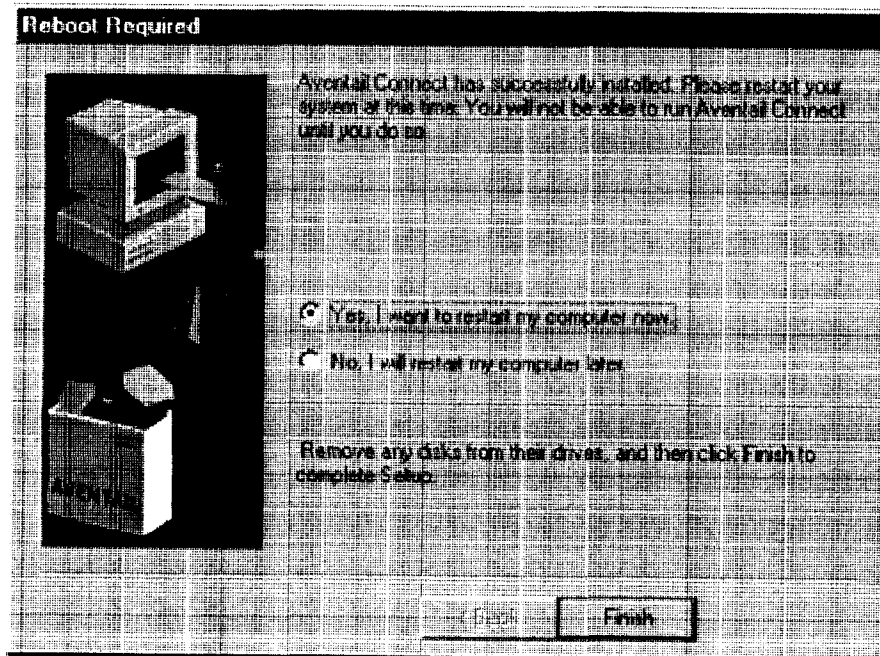 Reboot Required
Aventail Connect has successfully installed. Please restart your
system at this time. You will not be able to run Aventail Connect
until you do so.
Yes, I want to restart my computer now.
No, I will restart my computer later.
Remove any disks from their drives, and then click Finish to
complete Setup.
AVENTAIL
< Back
Finish